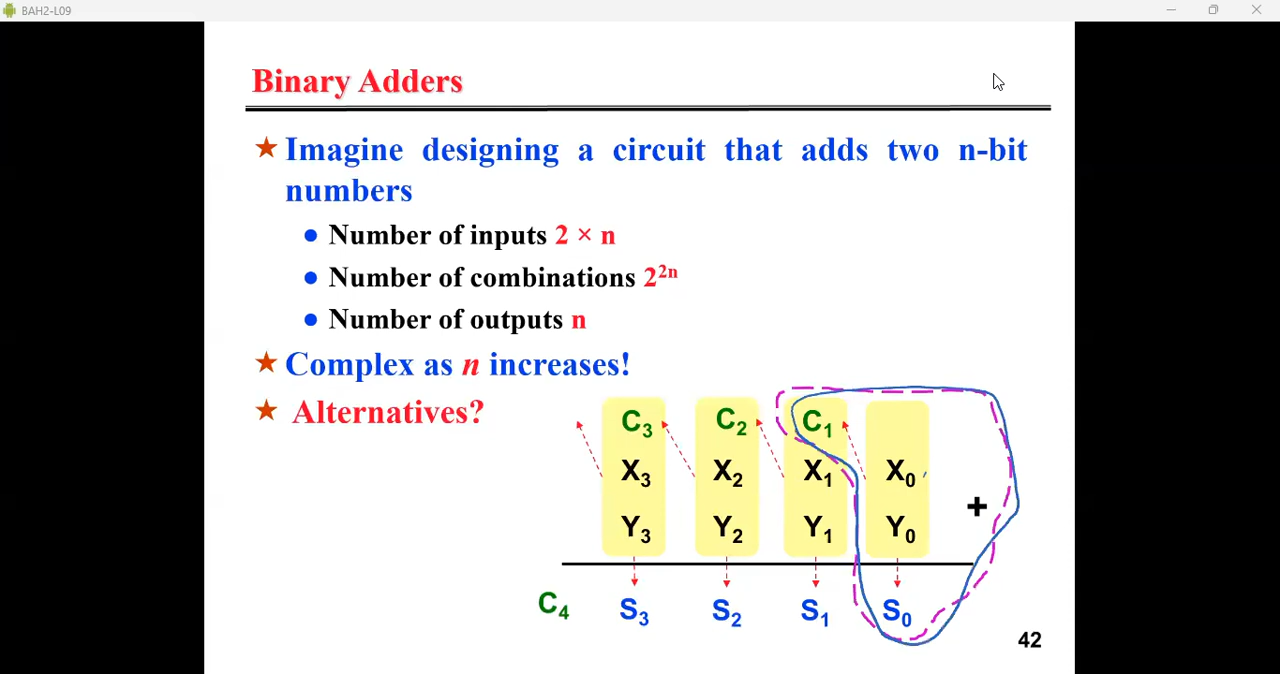 BAH2-L09
Binary Adders
★ Imagine designing a circuit that adds two n-bit
numbers
● Number of inputs 2 × n
● Number of combinations 2²ⁿ
● Number of outputs n
★ Complex as n increases!
★ Alternatives?
C₃ C₂ C₁
X₃ X₂ X₁ X₀
+
Y₃ Y₂ Y₁ Y₀
C₄ S₃ S₂ S₁ S₀
42